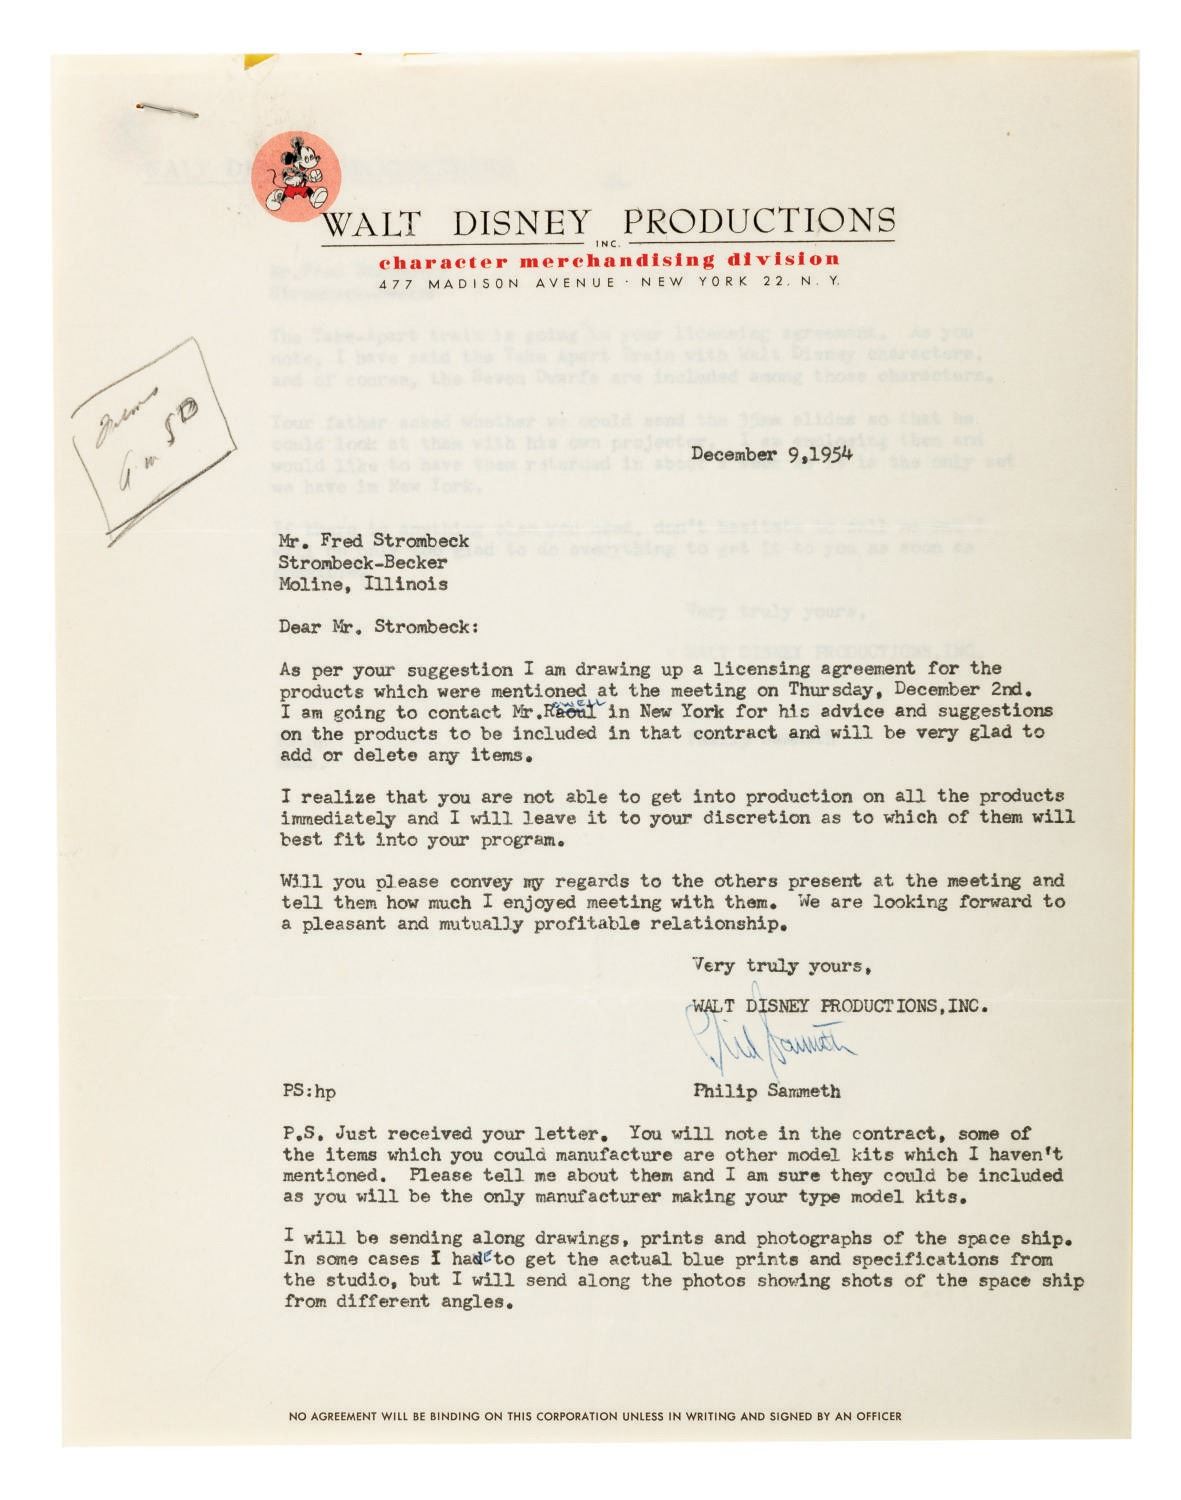 WALT DISNEY PRODUCTIONS
INC.
character merchandising division
477 MADISON AVENUE · NEW YORK 22. N. Y.
December 9,1954
Mr. Fred Strombeck
Strombeck-Becker
Moline, Illinois
Dear Mr. Strombeck:
As per your suggestion I am drawing up a licensing agreement for the
products which were mentioned at the meeting on Thursday, December 2nd.
I am going to contact Mr.Raoul in New York for his advice and suggestions
on the products to be included in that contract and will be very glad to
add or delete any items.
I realize that you are not able to get into production on all the products
immediately and I will leave it to your discretion as to which of them will
best fit into your program.
Will you please convey my regards to the others present at the meeting and
tell them how much I enjoyed meeting with them. We are looking forward to
a pleasant and mutually profitable relationship.
Very truly yours,
WALT DISNEY PRODUCTIONS,INC.
Phil Sammeth
PS:hp Philip Sammeth
P.S. Just received your letter. You will note in the contract, some of
the items which you could manufacture are other model kits which I haven't
mentioned. Please tell me about them and I am sure they could be included
as you will be the only manufacturer making your type model kits.
I will be sending along drawings, prints and photographs of the space ship.
In some cases I have to get the actual blue prints and specifications from
the studio, but I will send along the photos showing shots of the space ship
from different angles.
NO AGREEMENT WILL BE BINDING ON THIS CORPORATION UNLESS IN WRITING AND SIGNED BY AN OFFICER